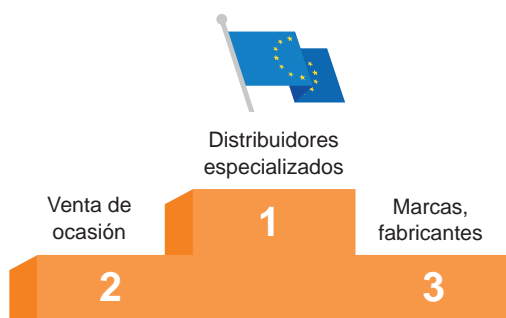 Distribuidores
especializados
1
Venta de
ocasión
2
Marcas,
fabricantes
3